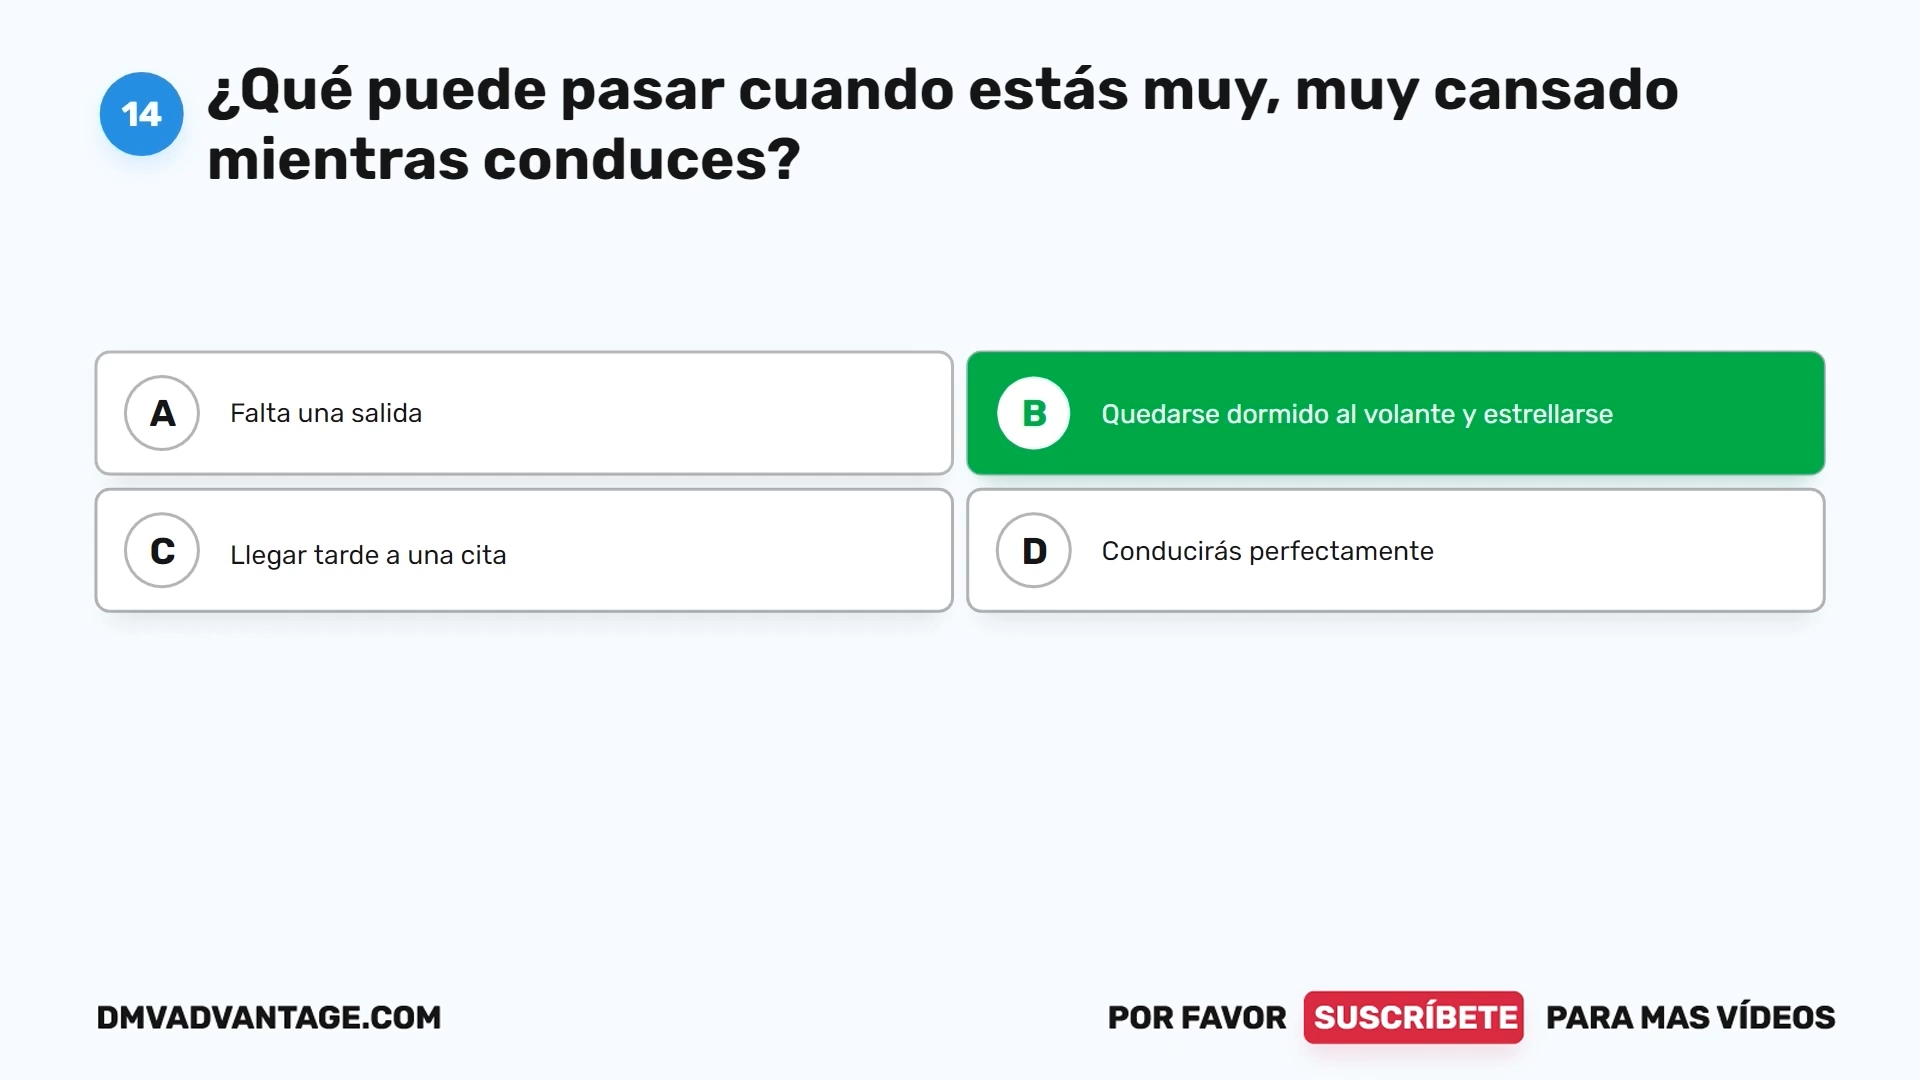 14
¿Qué puede pasar cuando estás muy, muy cansado
mientras conduces?
A Falta una salida
B Quedarse dormido al volante y estrellarse
C Llegar tarde a una cita
D Conducirás perfectamente
DMVADVANTAGE.COM
POR FAVOR SUSCRÍBETE PARA MAS VÍDEOS